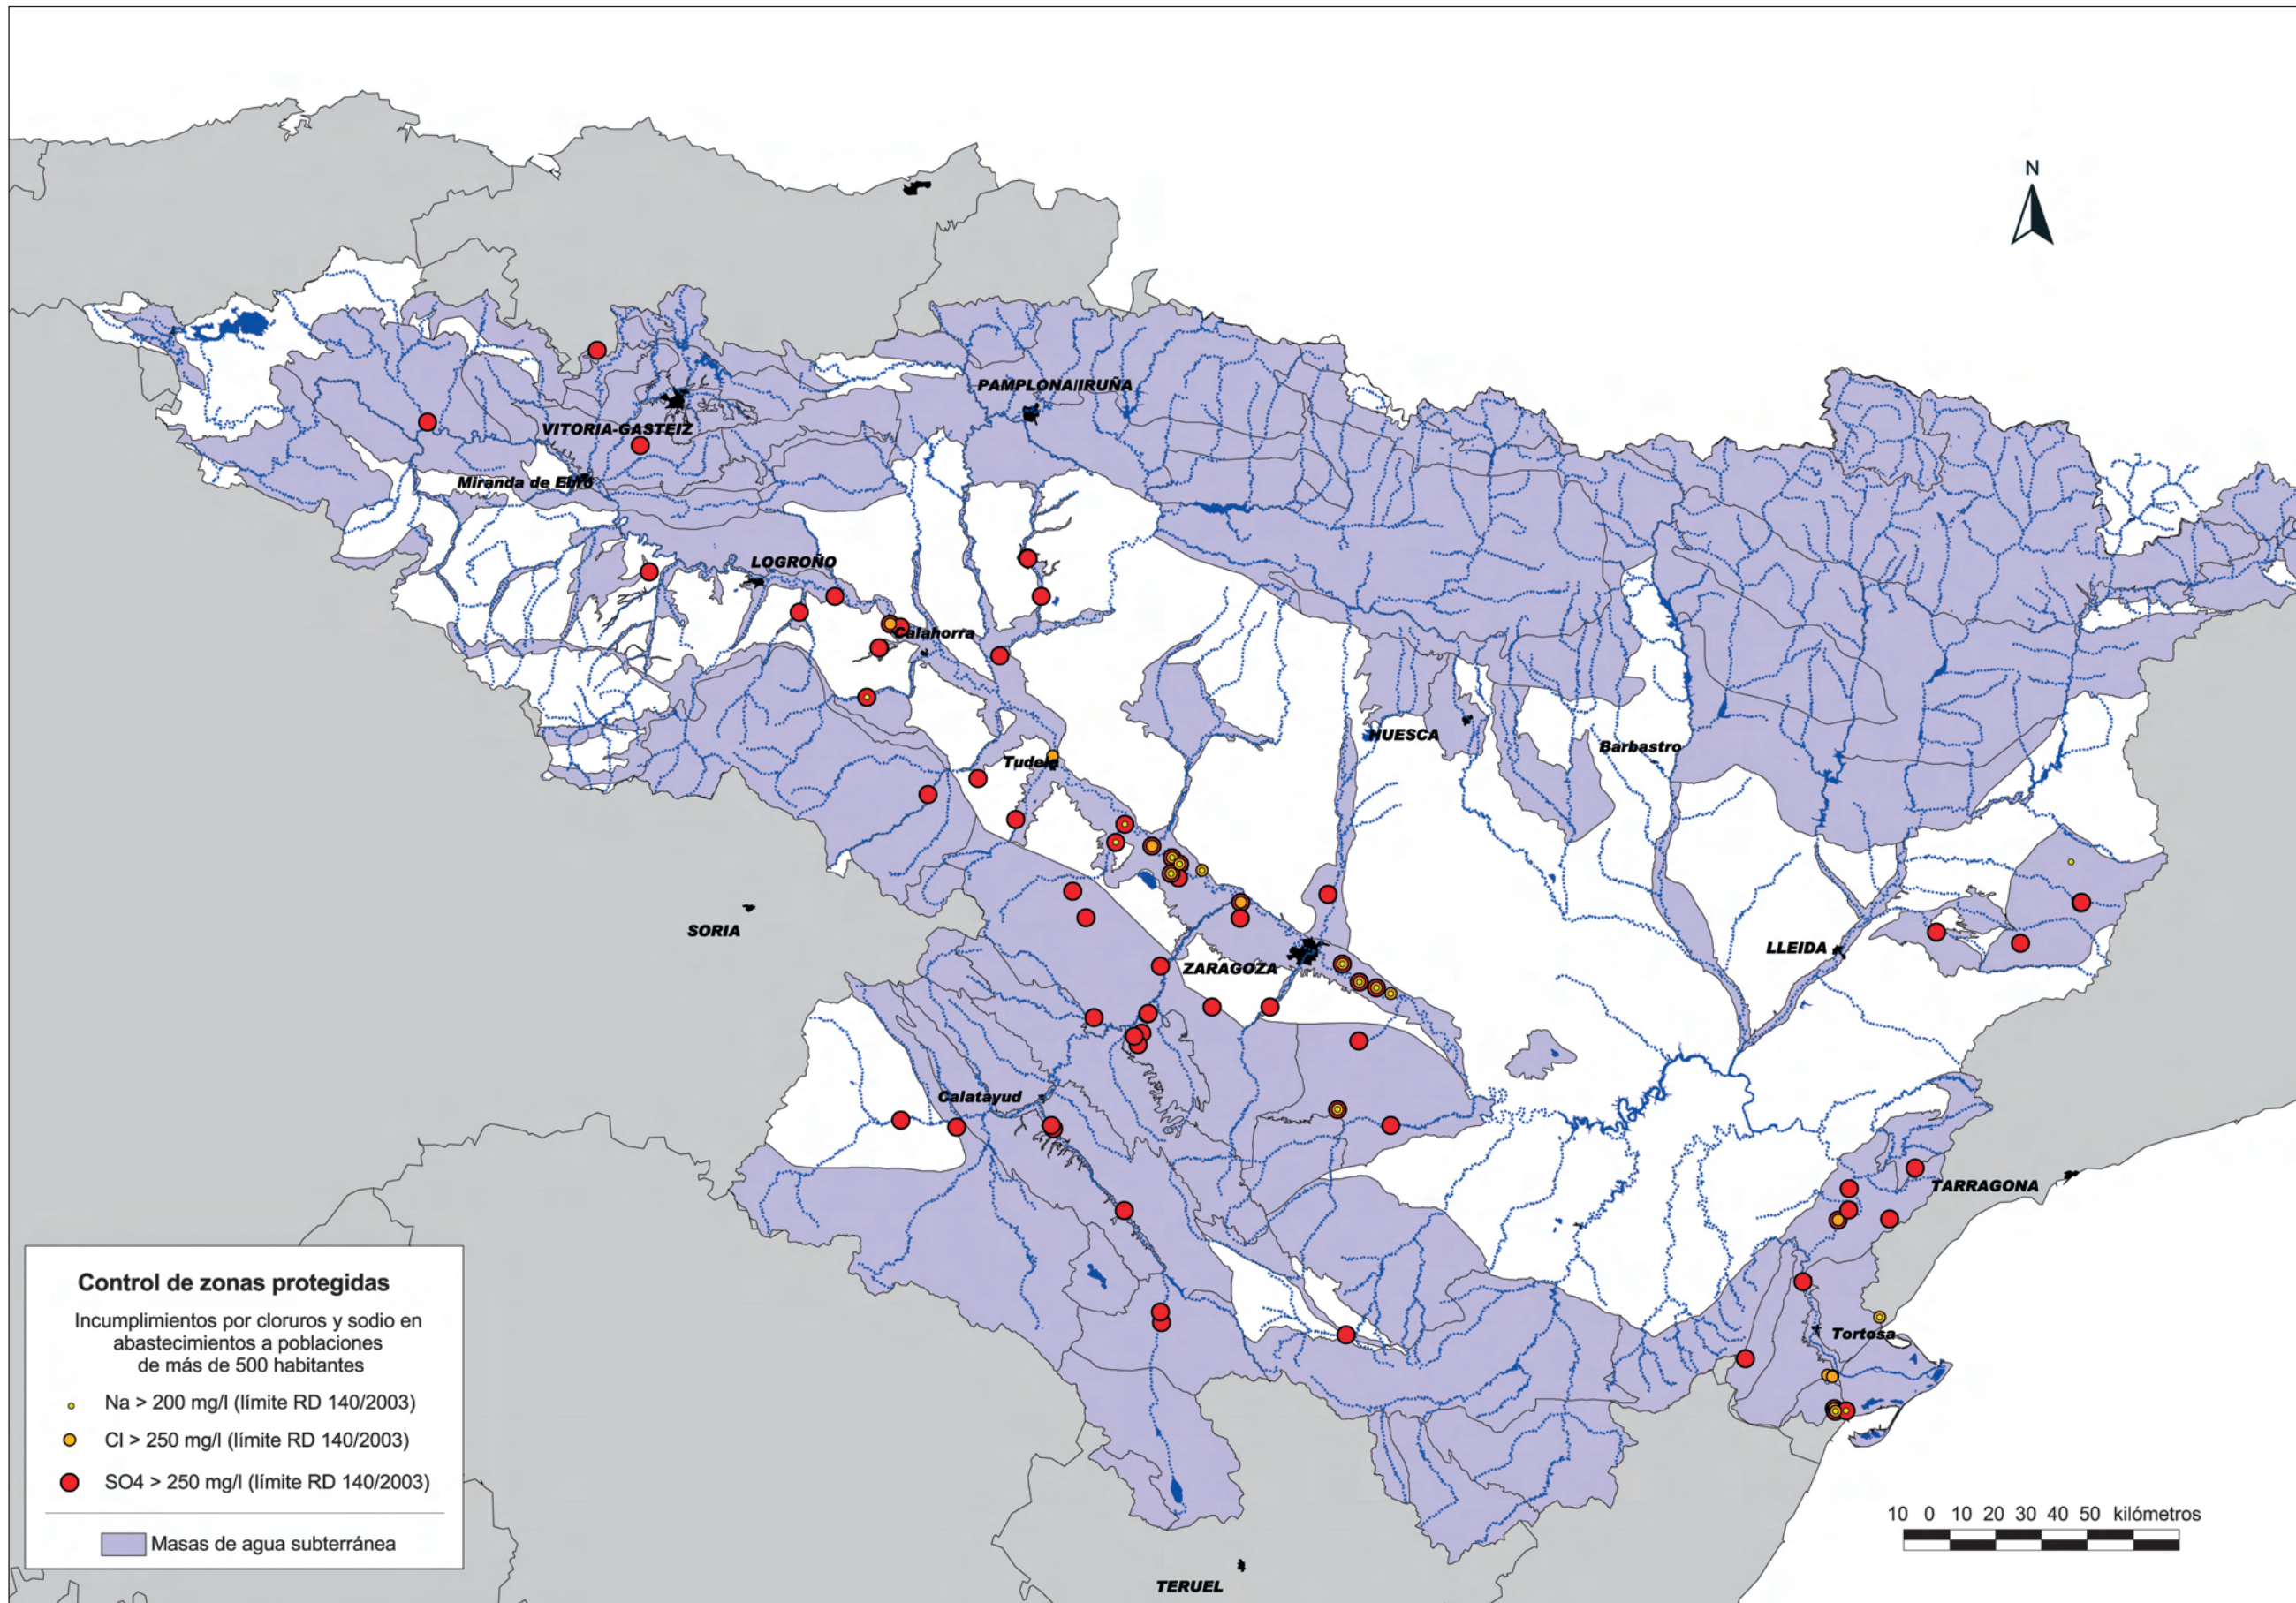 N
PAMPLONA/IRUÑA
VITORIA-GASTEIZ
Miranda de Ebro
LOGROÑO
Calahorra
HUESCA
Barbastro
Tudela
SORIA
LLEIDA
ZARAGOZA
Calatayud
TARRAGONA
Tortosa
TERUEL
Control de zonas protegidas
Incumplimientos por cloruros y sodio en
abastecimientos a poblaciones
de más de 500 habitantes
Na > 200 mg/l (límite RD 140/2003)
Cl > 250 mg/l (límite RD 140/2003)
SO4 > 250 mg/l (límite RD 140/2003)
Masas de agua subterránea
10 0 10 20 30 40 50 kilómetros